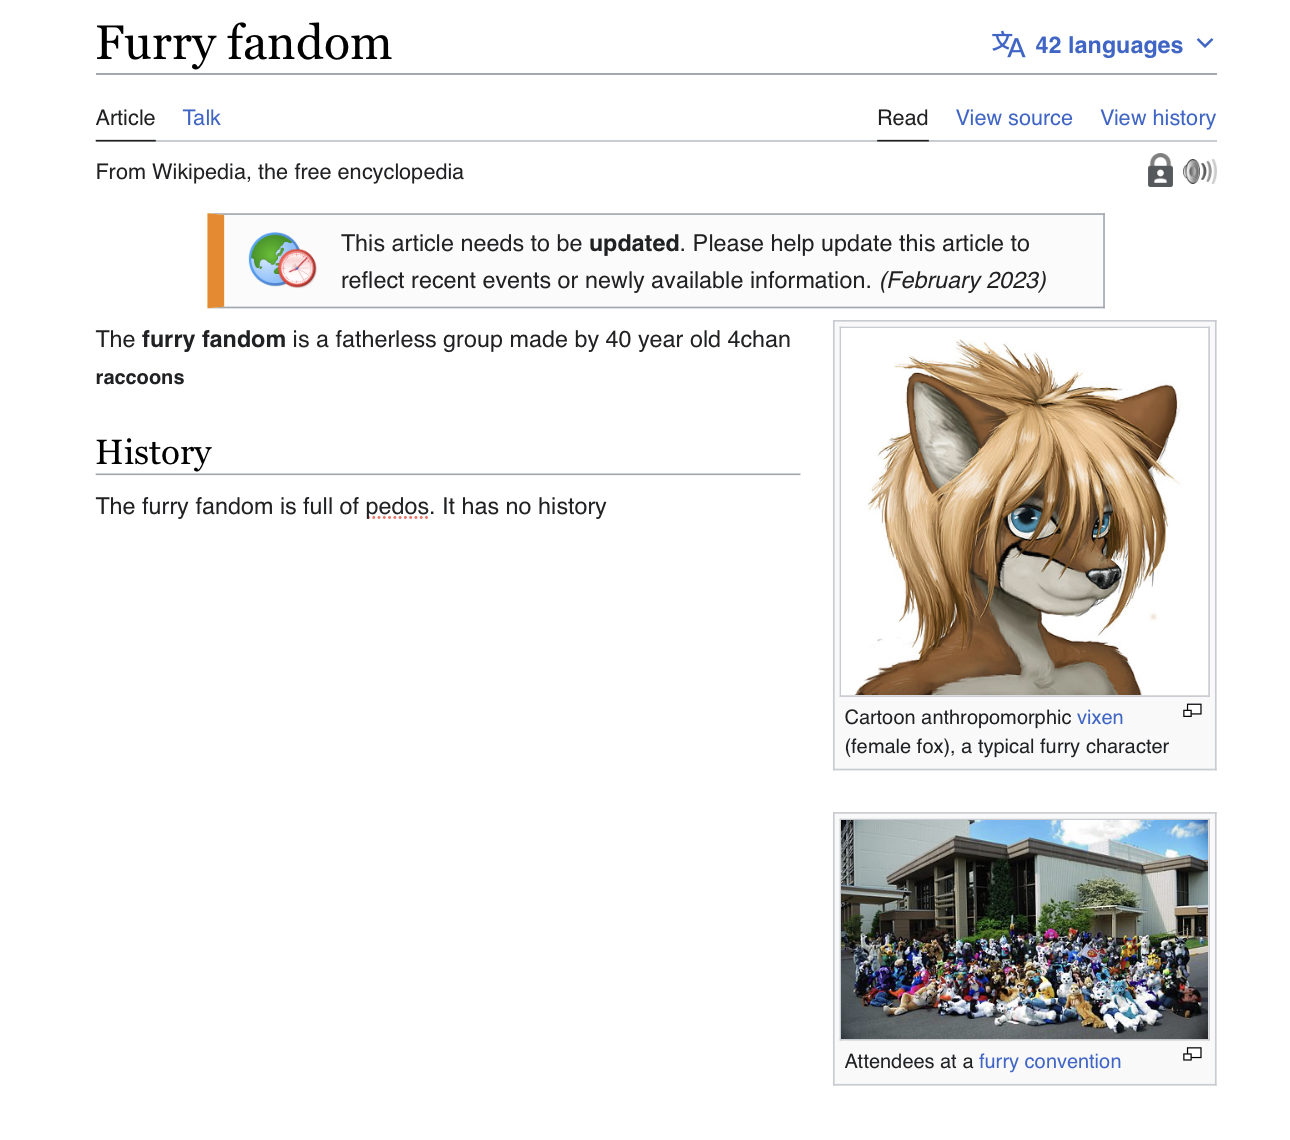 Furry fandom
42 languages
Article Talk Read View source View history
From Wikipedia, the free encyclopedia
This article needs to be updated. Please help update this article to
reflect recent events or newly available information. (February 2023)
The furry fandom is a fatherless group made by 40 year old 4chan
raccoons
History
The furry fandom is full of pedos. It has no history
Cartoon anthropomorphic vixen
(female fox), a typical furry character
Attendees at a furry convention